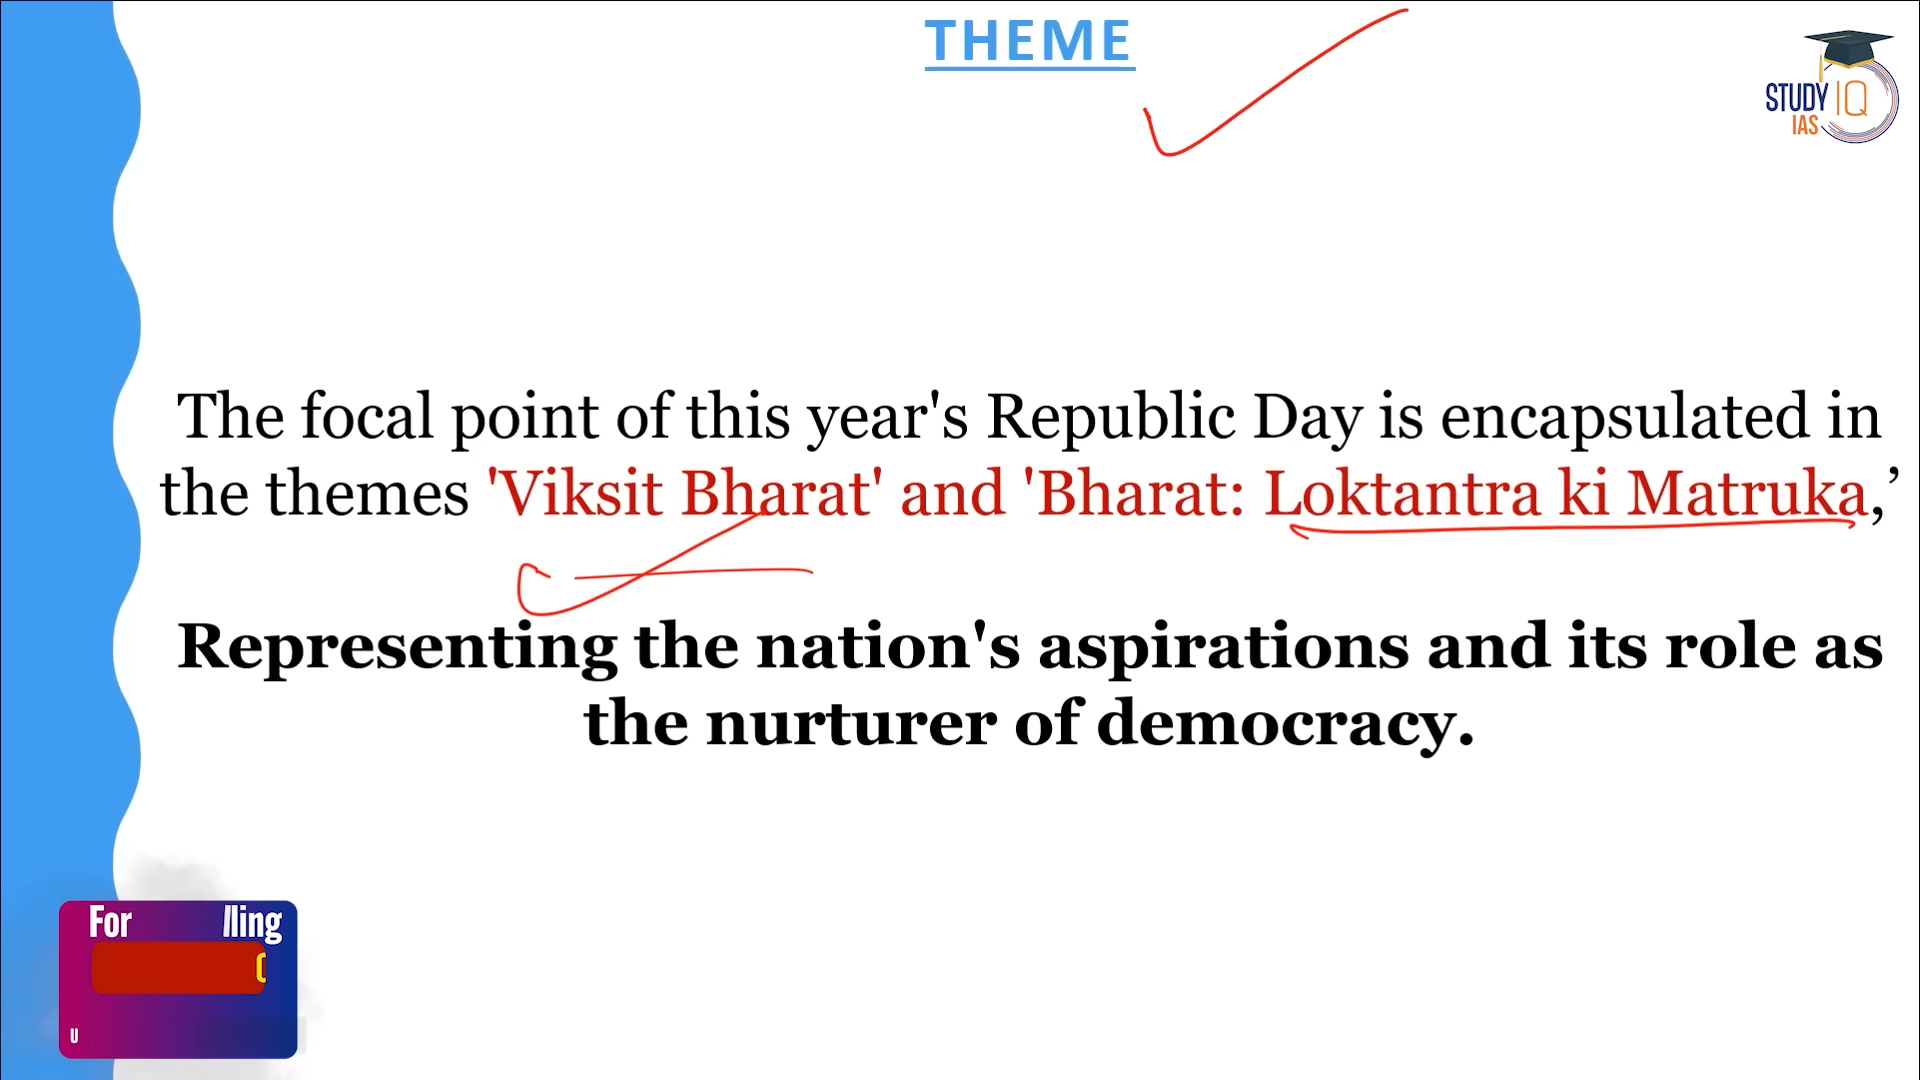 THEME
STUDY IQ
IAS
The focal point of this year's Republic Day is encapsulated in
the themes 'Viksit Bharat' and 'Bharat: Loktantra ki Matruka,’
Representing the nation's aspirations and its role as
the nurturer of democracy.
For